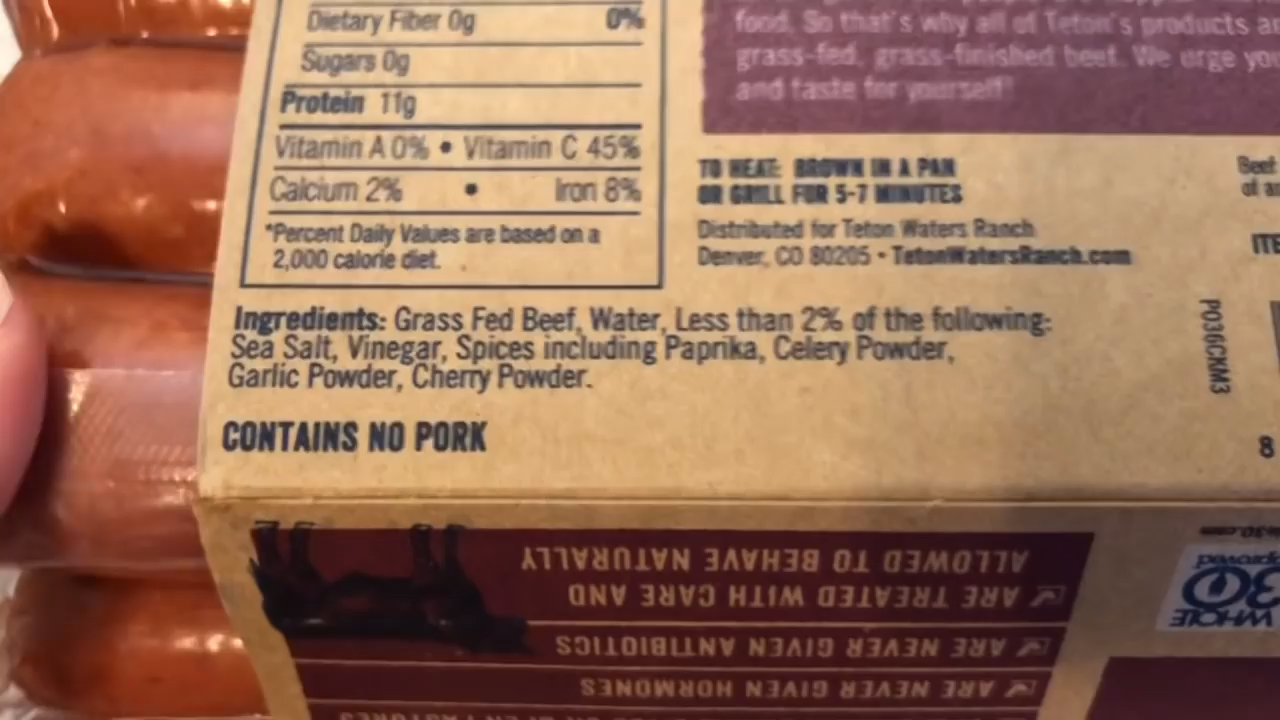 Dietary Fiber 0g 0%
Sugars 0g
Protein 11g
Vitamin A 0% • Vitamin C 45%
Calcium 2% • Iron 8%
*Percent Daily Values are based on a
2,000 calorie diet.
Ingredients: Grass Fed Beef, Water, Less than 2% of the following:
Sea Salt, Vinegar, Spices including Paprika, Celery Powder,
Garlic Powder, Cherry Powder.
CONTAINS NO PORK
food. So that's why all of Teton's products
grass-fed, grass-finished beef. We urge you
and taste for yourself!
TO HEAT: BROWN IN A PAN
OR GRILL FOR 5-7 MINUTES
Distributed for Teton Waters Ranch
Denver, CO 80205 • TetonWatersRanch.com
Beef
P036CKM3
8
ALLOWED TO BEHAVE NATURALLY
ARE TREATED WITH CARE AND
ARE NEVER GIVEN ANTIBIOTICS
ARE NEVER GIVEN HORMONES
WHOLE
30